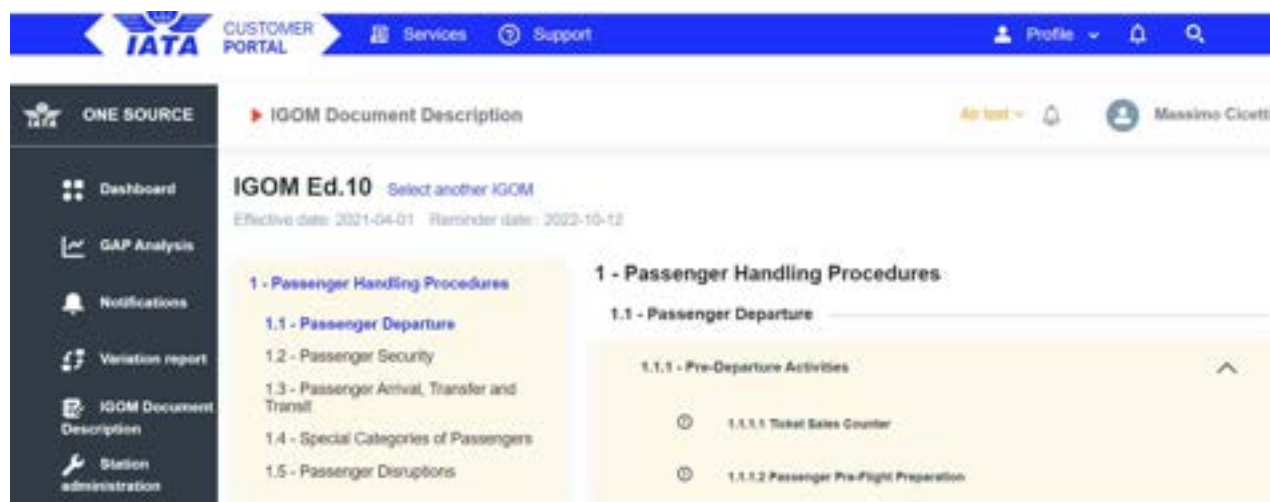 IATA
CUSTOMER
PORTAL
Services
Support
Profile
IATA
ONE SOURCE
IGOM Document Description
Air test
Massimo Cicetti
Dashboard
GAP Analysis
Notifications
Variation report
IGOM Document
Description
Station
administration
IGOM Ed.10 Select another IGOM
Effective date: 2021-04-01 Reminder date: 2022-10-12
1 - Passenger Handling Procedures
1.1 - Passenger Departure
1.2 - Passenger Security
1.3 - Passenger Arrival, Transfer and
Transit
1.4 - Special Categories of Passengers
1.5 - Passenger Disruptions
1 - Passenger Handling Procedures
1.1 - Passenger Departure
1.1.1 - Pre-Departure Activities
1.1.1.1 Ticket Sales Counter
1.1.1.2 Passenger Pre-Flight Preparation